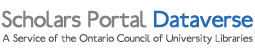 Scholars Portal Dataverse
A Service of the Ontario Council of University Libraries